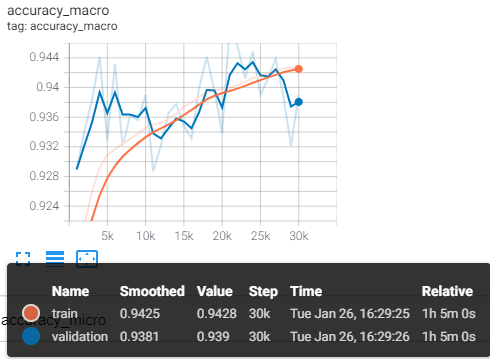 accuracy_macro
tag: accuracy_macro
0.944
0.94
0.936
0.932
0.928
0.924
5k 10k 15k 20k 25k 30k
Name Smoothed Value Step Time Relative
train 0.9425 0.9428 30k Tue Jan 26, 16:29:25 1h 5m 0s
accuracy_micro
validation 0.9381 0.939 30k Tue Jan 26, 16:29:26 1h 5m 0s